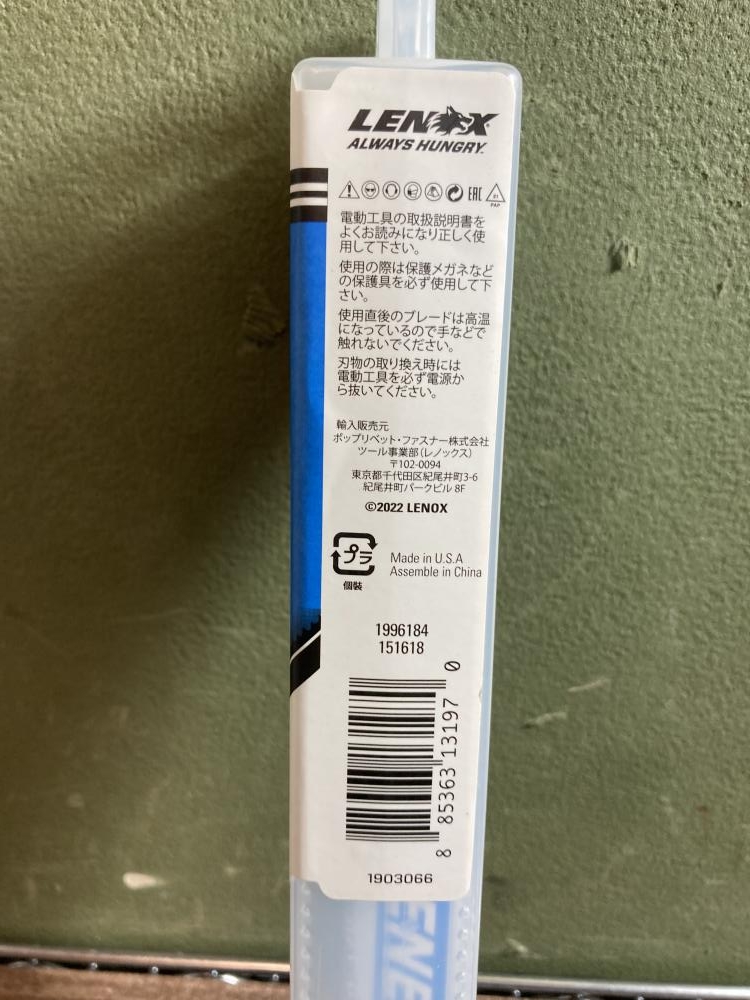 LENOX
ALWAYS HUNGRY.
EAC
21
PAP
電動工具の取扱説明書を
よくお読みになり正しく使
用して下さい。
使用の際は保護メガネなど
の保護具を必ず使用して下
さい。
使用直後のブレードは高温
になっているので手などで
触れないでください。
刃物の取り換え時には
電動工具を必ず電源か
ら抜いてください。
輸入販売元
ポップリベット・ファスナー株式会社
ツール事業部(レノックス)
〒102-0094
東京都千代田区紀尾井町3-6
紀尾井町パークビル 8F
©2022 LENOX
プラ
個装
Made in U.S.A
Assemble in China
1996184
151618
8 85363 13197 0
1903066
ENE